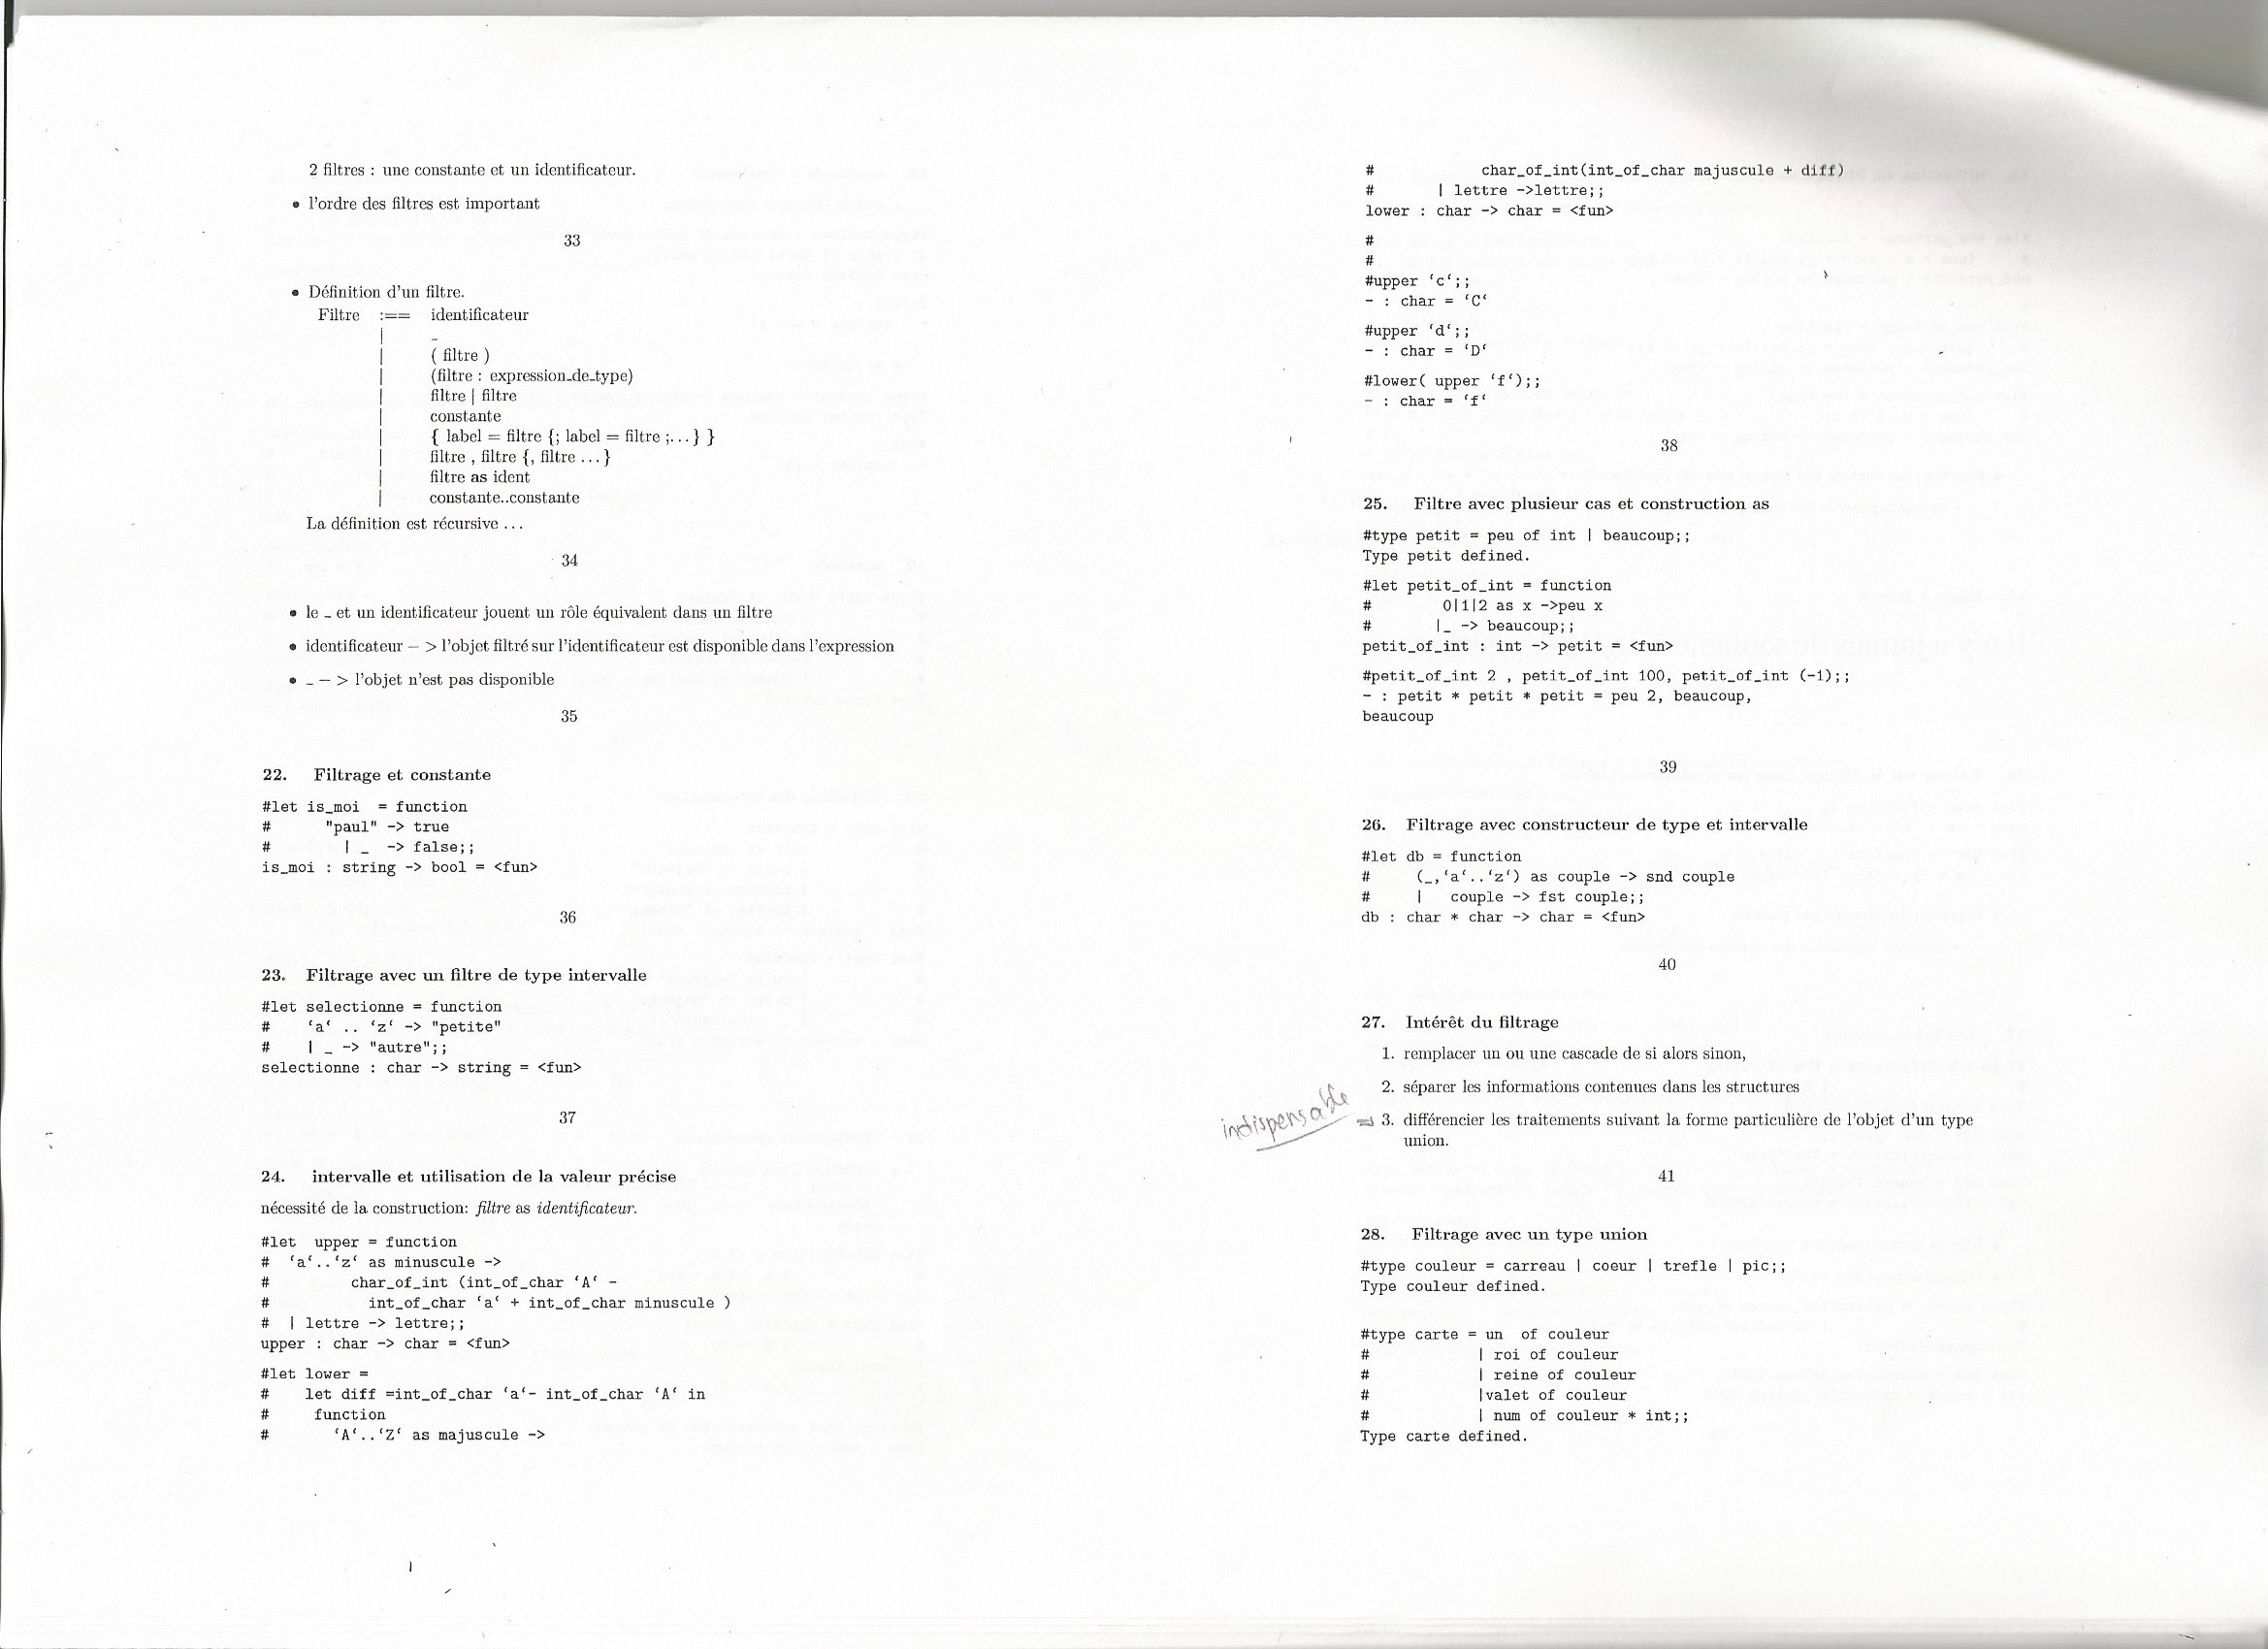 2 filtres : une constante et un identificateur.
• l'ordre des filtres est important
33
• Définition d'un filtre.
Filtre :== identificateur
| _
| ( filtre )
| (filtre : expression_de_type)
| filtre | filtre
| constante
| { label = filtre {; label = filtre ;...} }
| filtre , filtre {, filtre ...}
| filtre as ident
| constante..constante
La définition est récursive ...
34
• le _ et un identificateur jouent un rôle équivalent dans un filtre
• identificateur − > l'objet filtré sur l'identificateur est disponible dans l'expression
• _ − > l'objet n'est pas disponible
35
22. Filtrage et constante
#let is_moi  = function
#      "paul" -> true
#        | _  -> false;;
is_moi : string -> bool = <fun>
36
23. Filtrage avec un filtre de type intervalle
#let selectionne = function
#    ‘a‘ .. ‘z‘ -> "petite"
#    | _ -> "autre";;
selectionne : char -> string = <fun>
37
24. intervalle et utilisation de la valeur précise
nécessité de la construction: filtre as identificateur.
#let  upper = function
#  ‘a‘..‘z‘ as minuscule ->
#         char_of_int (int_of_char ‘A‘ -
#           int_of_char ‘a‘ + int_of_char minuscule )
#  | lettre -> lettre;;
upper : char -> char = <fun>
#let lower =
#    let diff =int_of_char ‘a‘- int_of_char ‘A‘ in
#     function
#       ‘A‘..‘Z‘ as majuscule ->
#            char_of_int(int_of_char majuscule + diff)
#       | lettre ->lettre;;
lower : char -> char = <fun>
#
#
#upper ‘c‘;;
- : char = ‘C‘
#upper ‘d‘;;
- : char = ‘D‘
#lower( upper ‘f‘);;
- : char = ‘f‘
38
25. Filtre avec plusieur cas et construction as
#type petit = peu of int | beaucoup;;
Type petit defined.
#let petit_of_int = function
#        0|1|2 as x ->peu x
#       |_ -> beaucoup;;
petit_of_int : int -> petit = <fun>
#petit_of_int 2 , petit_of_int 100, petit_of_int (-1);;
- : petit * petit * petit = peu 2, beaucoup,
beaucoup
39
26. Filtrage avec constructeur de type et intervalle
#let db = function
#     (_,‘a‘..‘z‘) as couple -> snd couple
#     |   couple -> fst couple;;
db : char * char -> char = <fun>
40
27. Intérêt du filtrage
1. remplacer un ou une cascade de si alors sinon,
2. séparer les informations contenues dans les structures
indispensable ⇒ 3. différencier les traitements suivant la forme particulière de l'objet d'un type
union.
41
28. Filtrage avec un type union
#type couleur = carreau | coeur | trefle | pic;;
Type couleur defined.
#type carte = un  of couleur
#            | roi of couleur
#            | reine of couleur
#            |valet of couleur
#            | num of couleur * int;;
Type carte defined.